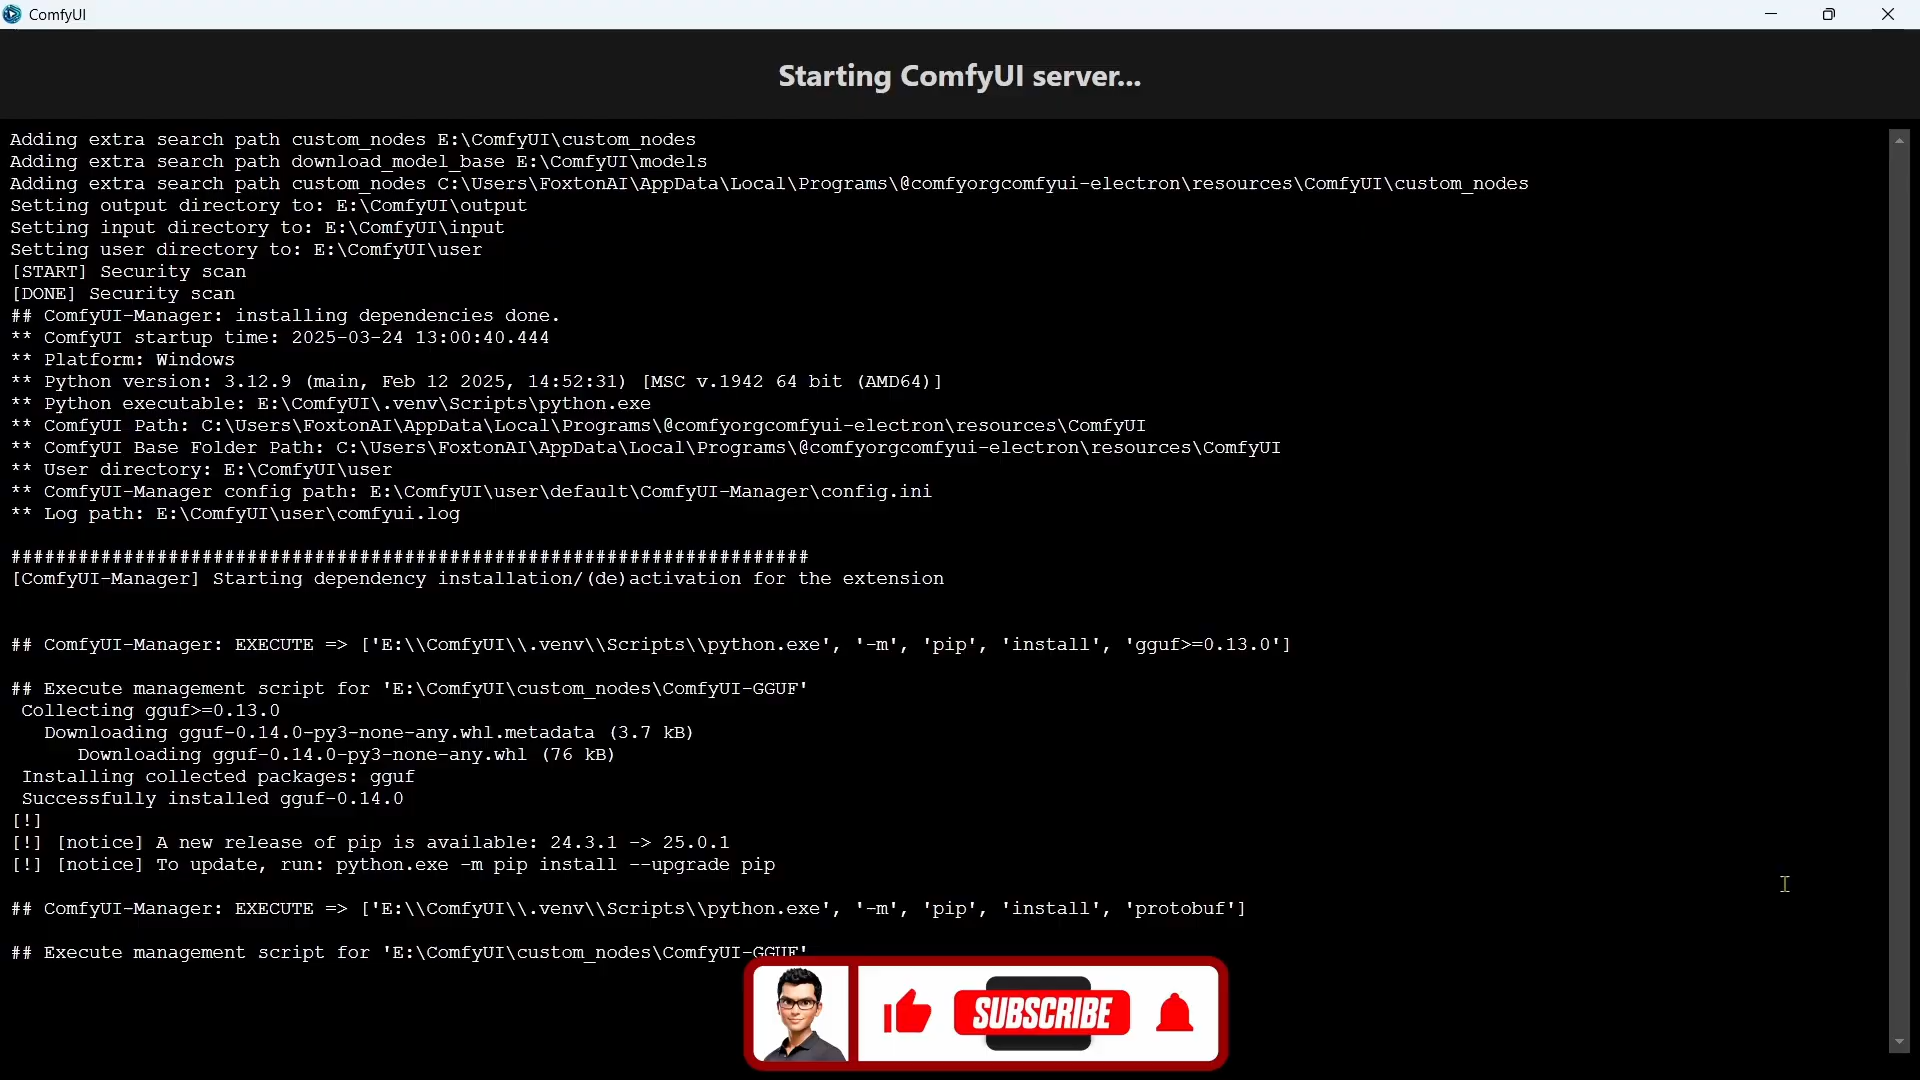 ComfyUI
Starting ComfyUI server...
Adding extra search path custom_nodes E:\ComfyUI\custom_nodes
Adding extra search path download_model_base E:\ComfyUI\models
Adding extra search path custom_nodes C:\Users\FoxtonAI\AppData\Local\Programs\@comfyorgcomfyui-electron\resources\ComfyUI\custom_nodes
Setting output directory to: E:\ComfyUI\output
Setting input directory to: E:\ComfyUI\input
Setting user directory to: E:\ComfyUI\user
[START] Security scan
[DONE] Security scan
## ComfyUI-Manager: installing dependencies done.
** ComfyUI startup time: 2025-03-24 13:00:40.444
** Platform: Windows
** Python version: 3.12.9 (main, Feb 12 2025, 14:52:31) [MSC v.1942 64 bit (AMD64)]
** Python executable: E:\ComfyUI\.venv\Scripts\python.exe
** ComfyUI Path: C:\Users\FoxtonAI\AppData\Local\Programs\@comfyorgcomfyui-electron\resources\ComfyUI
** ComfyUI Base Folder Path: C:\Users\FoxtonAI\AppData\Local\Programs\@comfyorgcomfyui-electron\resources\ComfyUI
** User directory: E:\ComfyUI\user
** ComfyUI-Manager config path: E:\ComfyUI\user\default\ComfyUI-Manager\config.ini
** Log path: E:\ComfyUI\user\comfyui.log
#######################################################################
[ComfyUI-Manager] Starting dependency installation/(de)activation for the extension
## ComfyUI-Manager: EXECUTE => ['E:\\ComfyUI\\.venv\\Scripts\\python.exe', '-m', 'pip', 'install', 'gguf>=0.13.0']
## Execute management script for 'E:\ComfyUI\custom_nodes\ComfyUI-GGUF'
Collecting gguf>=0.13.0
Downloading gguf-0.14.0-py3-none-any.whl.metadata (3.7 kB)
Downloading gguf-0.14.0-py3-none-any.whl (76 kB)
Installing collected packages: gguf
Successfully installed gguf-0.14.0
[!]
[!] [notice] A new release of pip is available: 24.3.1 -> 25.0.1
[!] [notice] To update, run: python.exe -m pip install --upgrade pip
## ComfyUI-Manager: EXECUTE => ['E:\\ComfyUI\\.venv\\Scripts\\python.exe', '-m', 'pip', 'install', 'protobuf']
## Execute management script for 'E:\ComfyUI\custom_nodes\ComfyUI-GGUF'
SUBSCRIBE